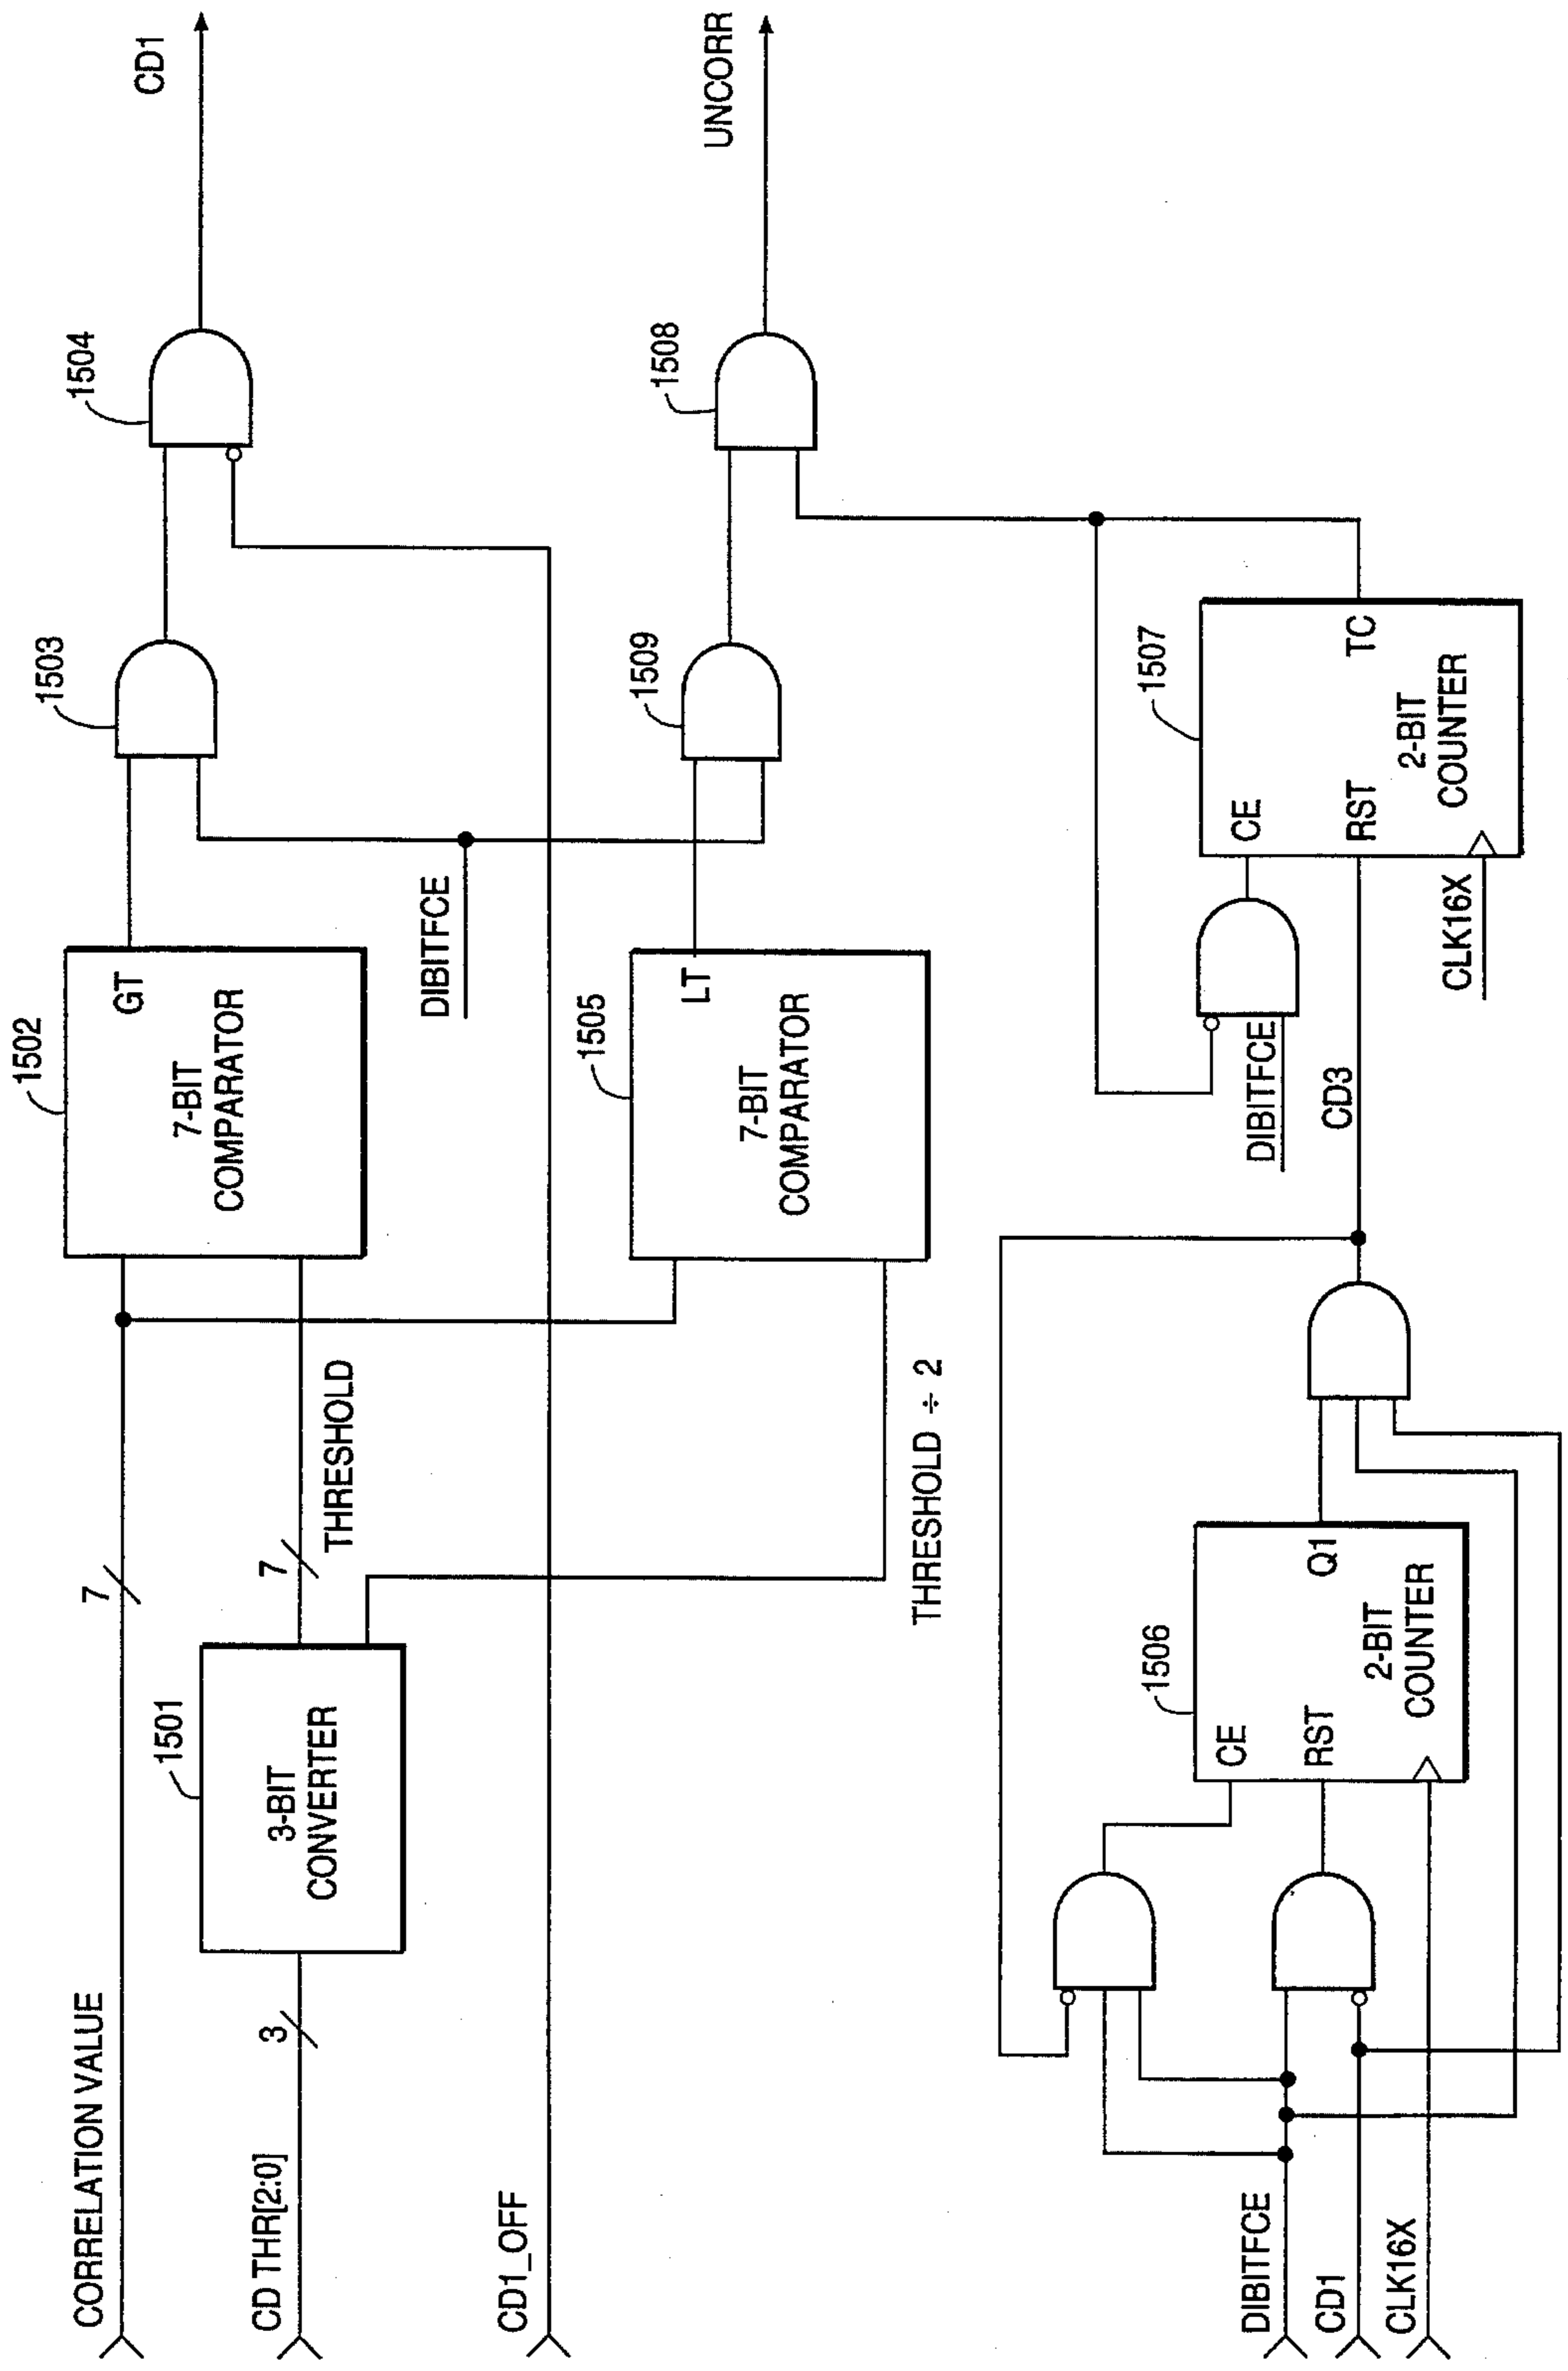 CORRELATION VALUE
7
CD THR[2:0]
3
1501
3-BIT
CONVERTER
7
THRESHOLD
THRESHOLD ÷ 2
CD1_OFF
1502
7-BIT
COMPARATOR
GT
1503
1504
CD1
DIBITFCE
1505
7-BIT
COMPARATOR
LT
1509
1508
UNCORR
DIBITFCE
CD1
CLK16X
1506
CE
RST
Q1
2-BIT
COUNTER
CD3
DIBITFCE
CLK16X
1507
CE
RST
TC
2-BIT
COUNTER